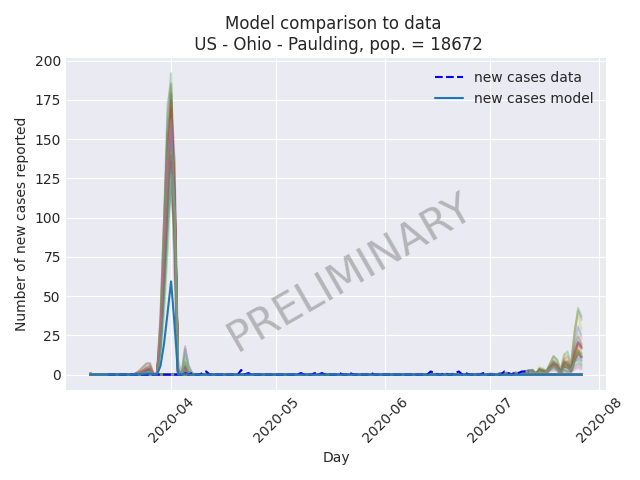 Model comparison to data
US - Ohio - Paulding, pop. = 18672
200
175
150
125
100
75
50
25
0
Number of new cases reported
new cases data
new cases model
PRELIMINARY
2020-04
2020-05
2020-06
2020-07
2020-08
Day